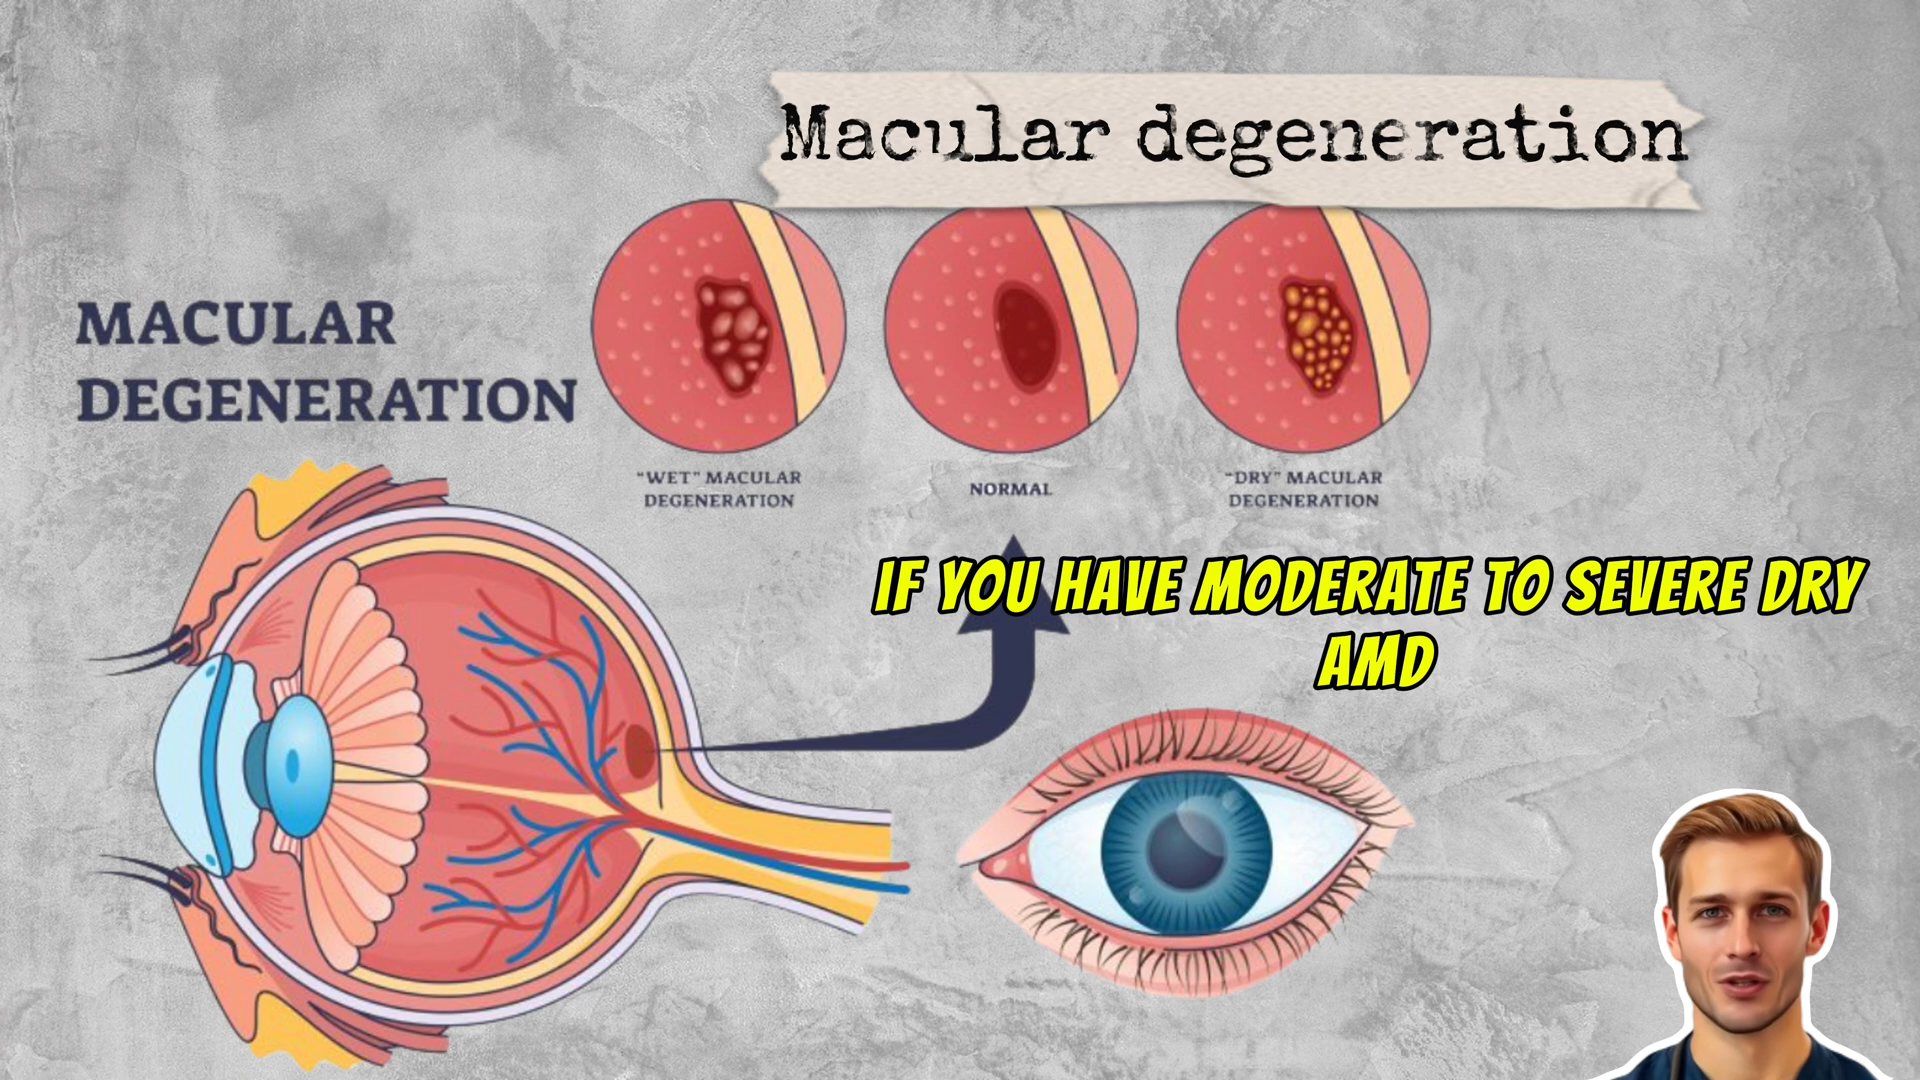 Macular degeneration
MACULAR
DEGENERATION
"WET" MACULAR
DEGENERATION
NORMAL
"DRY" MACULAR
DEGENERATION
IF YOU HAVE MODERATE TO SEVERE DRY
AMD